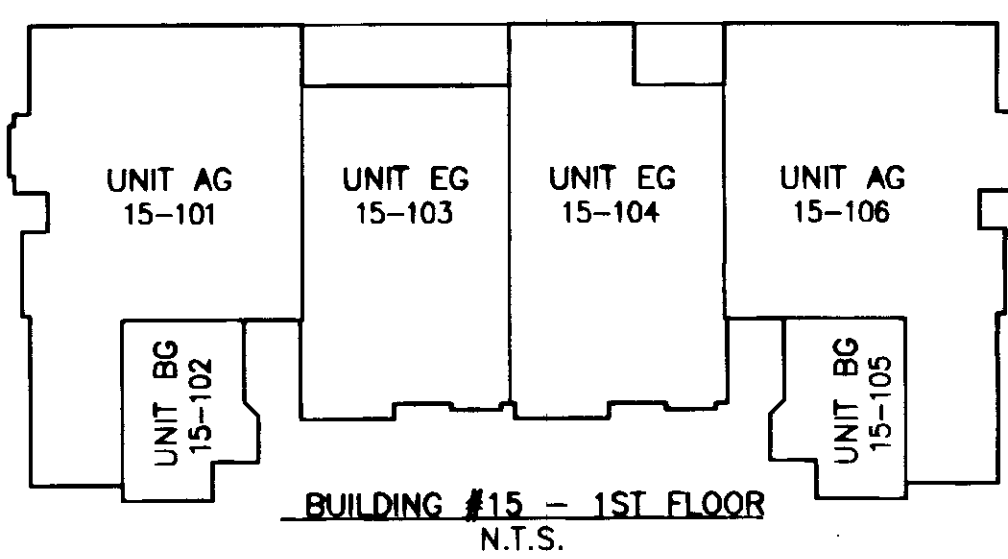 UNIT AG
15-101
UNIT EG
15-103
UNIT EG
15-104
UNIT AG
15-106
UNIT BG
15-102
UNIT BG
15-105
BUILDING #15 - 1ST FLOOR
N.T.S.